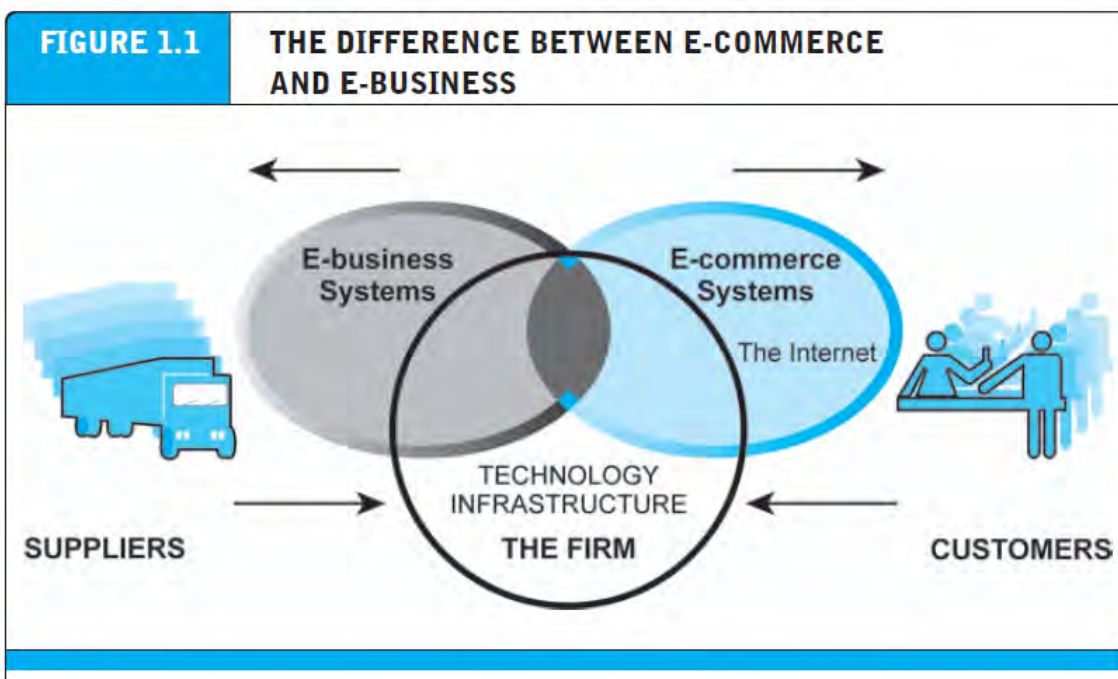 FIGURE 1.1
THE DIFFERENCE BETWEEN E-COMMERCE
AND E-BUSINESS
E-business
Systems
E-commerce
Systems
The Internet
TECHNOLOGY
INFRASTRUCTURE
THE FIRM
SUPPLIERS
CUSTOMERS